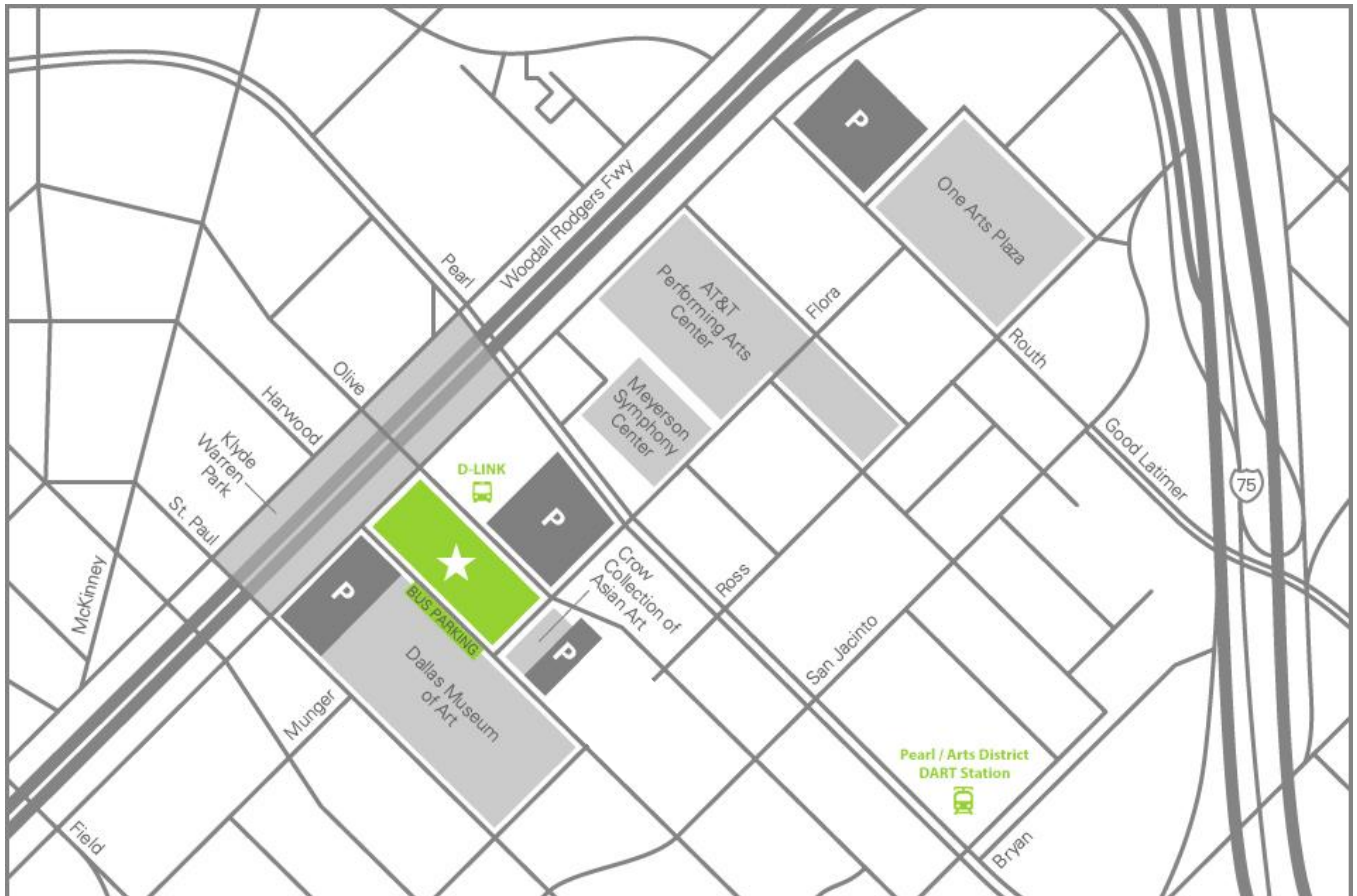 P
One Arts Plaza
Woodall Rodgers Fwy
Pearl
AT&T
Performing Arts
Center
Flora
Routh
Olive
Meyerson
Symphony
Center
Harwood
Good Latimer
Klyde
Warren
Park
D-LINK
75
St. Paul
P
Crow
Collection of
Asian Art
Ross
McKinney
P
BUS PARKING
P
San Jacinto
Dallas Museum
of Art
Munger
Pearl / Arts District
DART Station
Field
Bryan